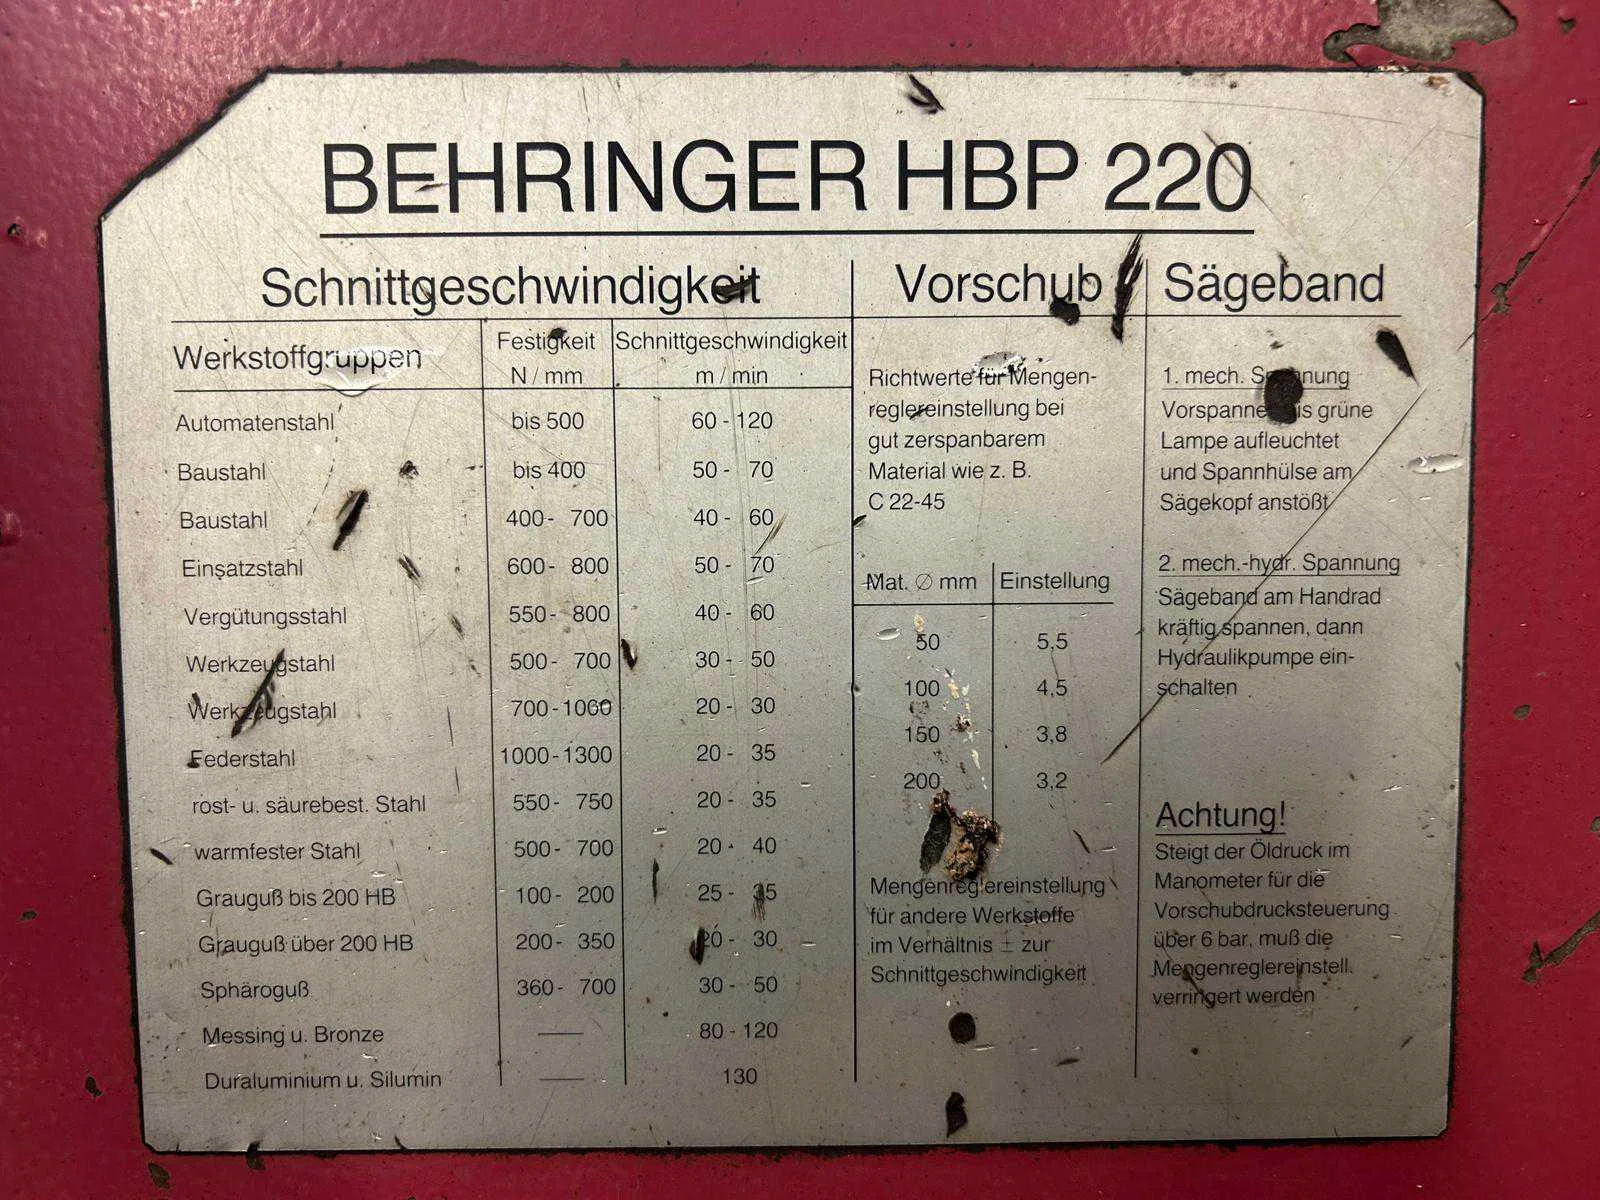 BEHRINGER HBP 220
Schnittgeschwindigkeit
Werkstoffgruppen Festigkeit N / mm Schnittgeschwindigkeit m / min
Automatenstahl bis 500 60 - 120
Baustahl bis 400 50 - 70
Baustahl 400 - 700 40 - 60
Einsatzstahl 600 - 800 50 - 70
Vergütungsstahl 550 - 800 40 - 60
Werkzeugstahl 500 - 700 30 - 50
Werkzeugstahl 700 - 1000 20 - 30
Federstahl 1000 - 1300 20 - 35
rost- u. säurebest. Stahl 550 - 750 20 - 35
warmfester Stahl 500 - 700 20 - 40
Grauguß bis 200 HB 100 - 200 25 - 35
Grauguß über 200 HB 200 - 350 20 - 30
Sphäroguß 360 - 700 30 - 50
Messing u. Bronze — 80 - 120
Duraluminium u. Silumin — 130
Vorschub
Richtwerte für Mengen-
reglereinstellung bei
gut zerspanbarem
Material wie z. B.
C 22-45
Mat. ∅ mm Einstellung
50 5,5
100 4,5
150 3,8
200 3,2
Mengenreglereinstellung
für andere Werkstoffe
im Verhältnis ± zur
Schnittgeschwindigkeit
Sägeband
1. mech. Spannung
Vorspannen bis grüne
Lampe aufleuchtet
und Spannhülse am
Sägekopf anstößt
2. mech.-hydr. Spannung
Sägeband am Handrad
kräftig spannen, dann
Hydraulikpumpe ein-
schalten
Achtung!
Steigt der Öldruck im
Manometer für die
Vorschubdrucksteuerung
über 6 bar, muß die
Mengenreglereinstell.
verringert werden